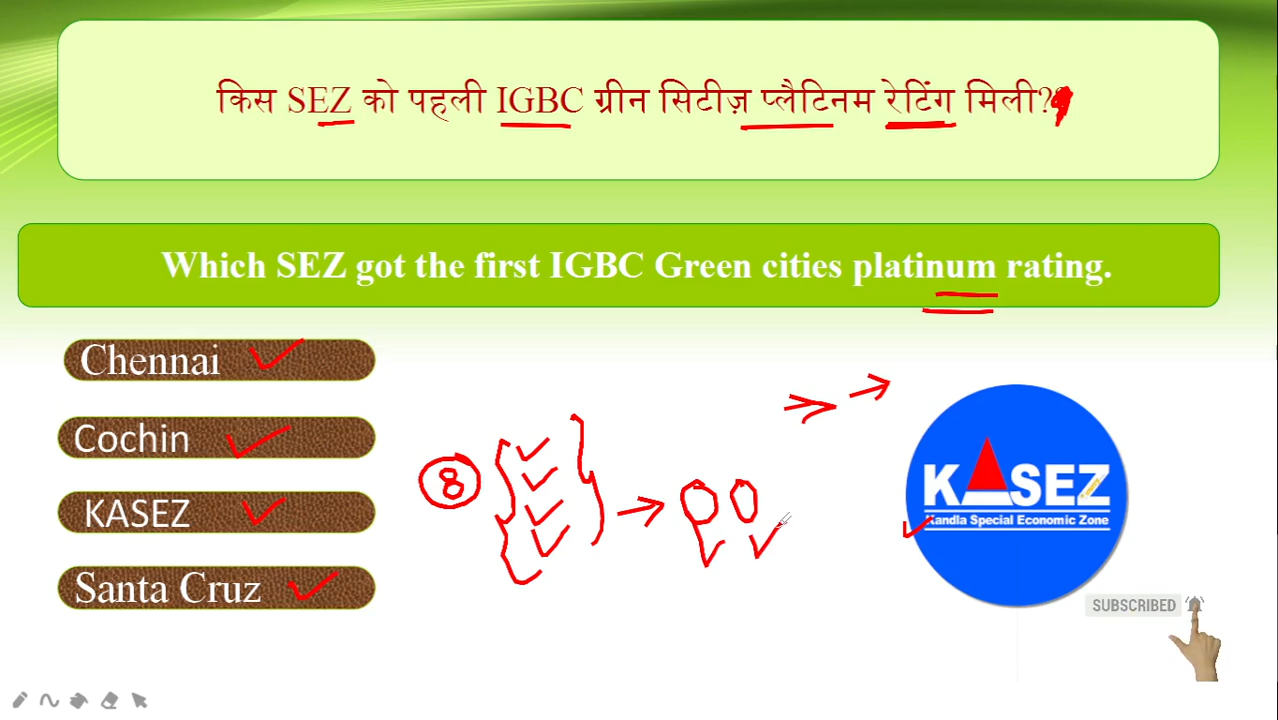 किस SEZ को पहली IGBC ग्रीन सिटीज़ प्लैटिनम रेटिंग मिली?
Which SEZ got the first IGBC Green cities platinum rating.
Chennai
Cochin
KASEZ
Santa Cruz
8
KASEZ
Kandla Special Economic Zone
SUBSCRIBED